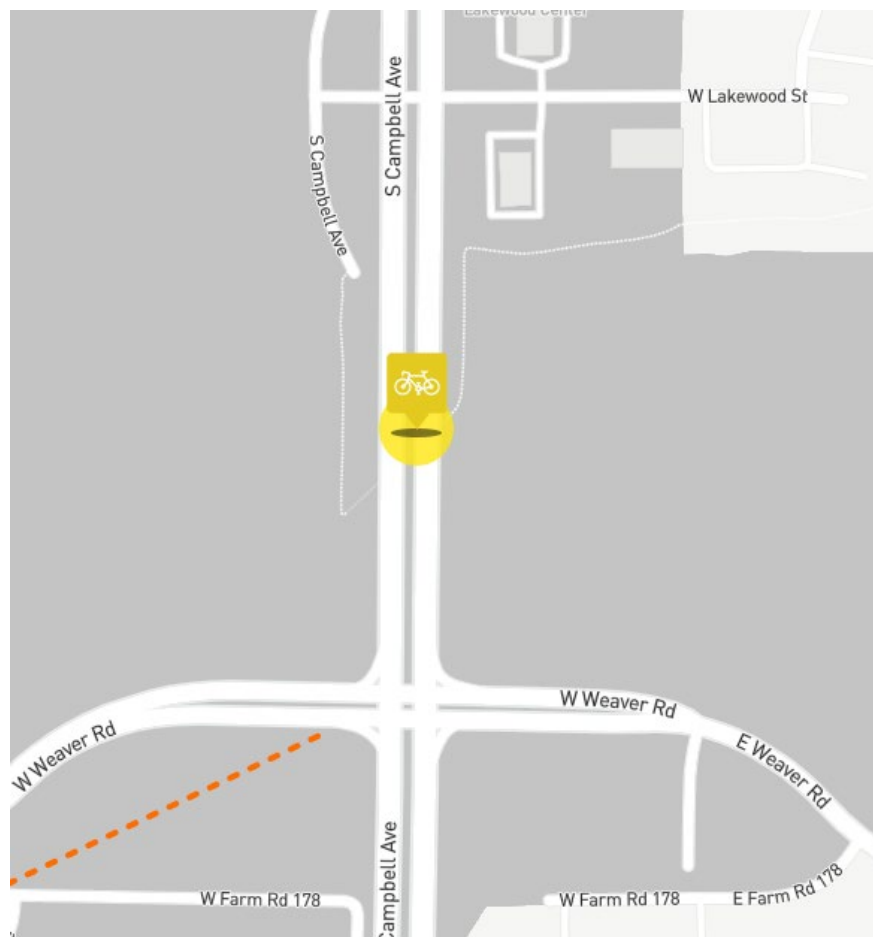 Lakewood Center
S Campbell Ave
W Lakewood St
S Campbell Ave
W Weaver Rd
W Weaver Rd
E Weaver Rd
Campbell Ave
W Farm Rd 178
W Farm Rd 178
E Farm Rd 178